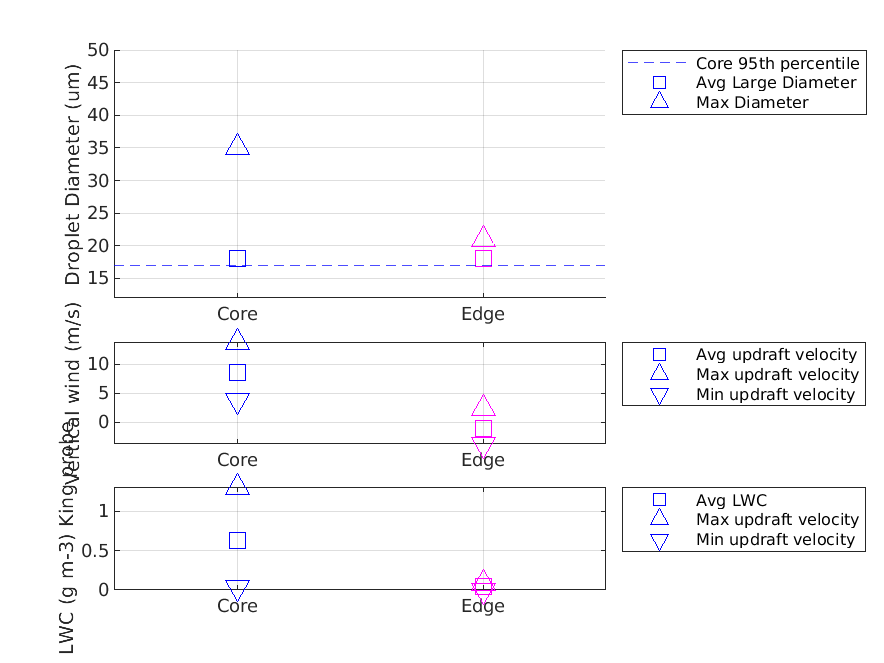 50
45
40
35
30
25
20
15
Droplet Diameter (um)
Core
Edge
Core 95th percentile
Avg Large Diameter
Max Diameter
10
5
0
Vertical wind (m/s)
Core
Edge
Avg updraft velocity
Max updraft velocity
Min updraft velocity
1
0.5
0
LWC (g m-3) King probe
Core
Edge
Avg LWC
Max updraft velocity
Min updraft velocity